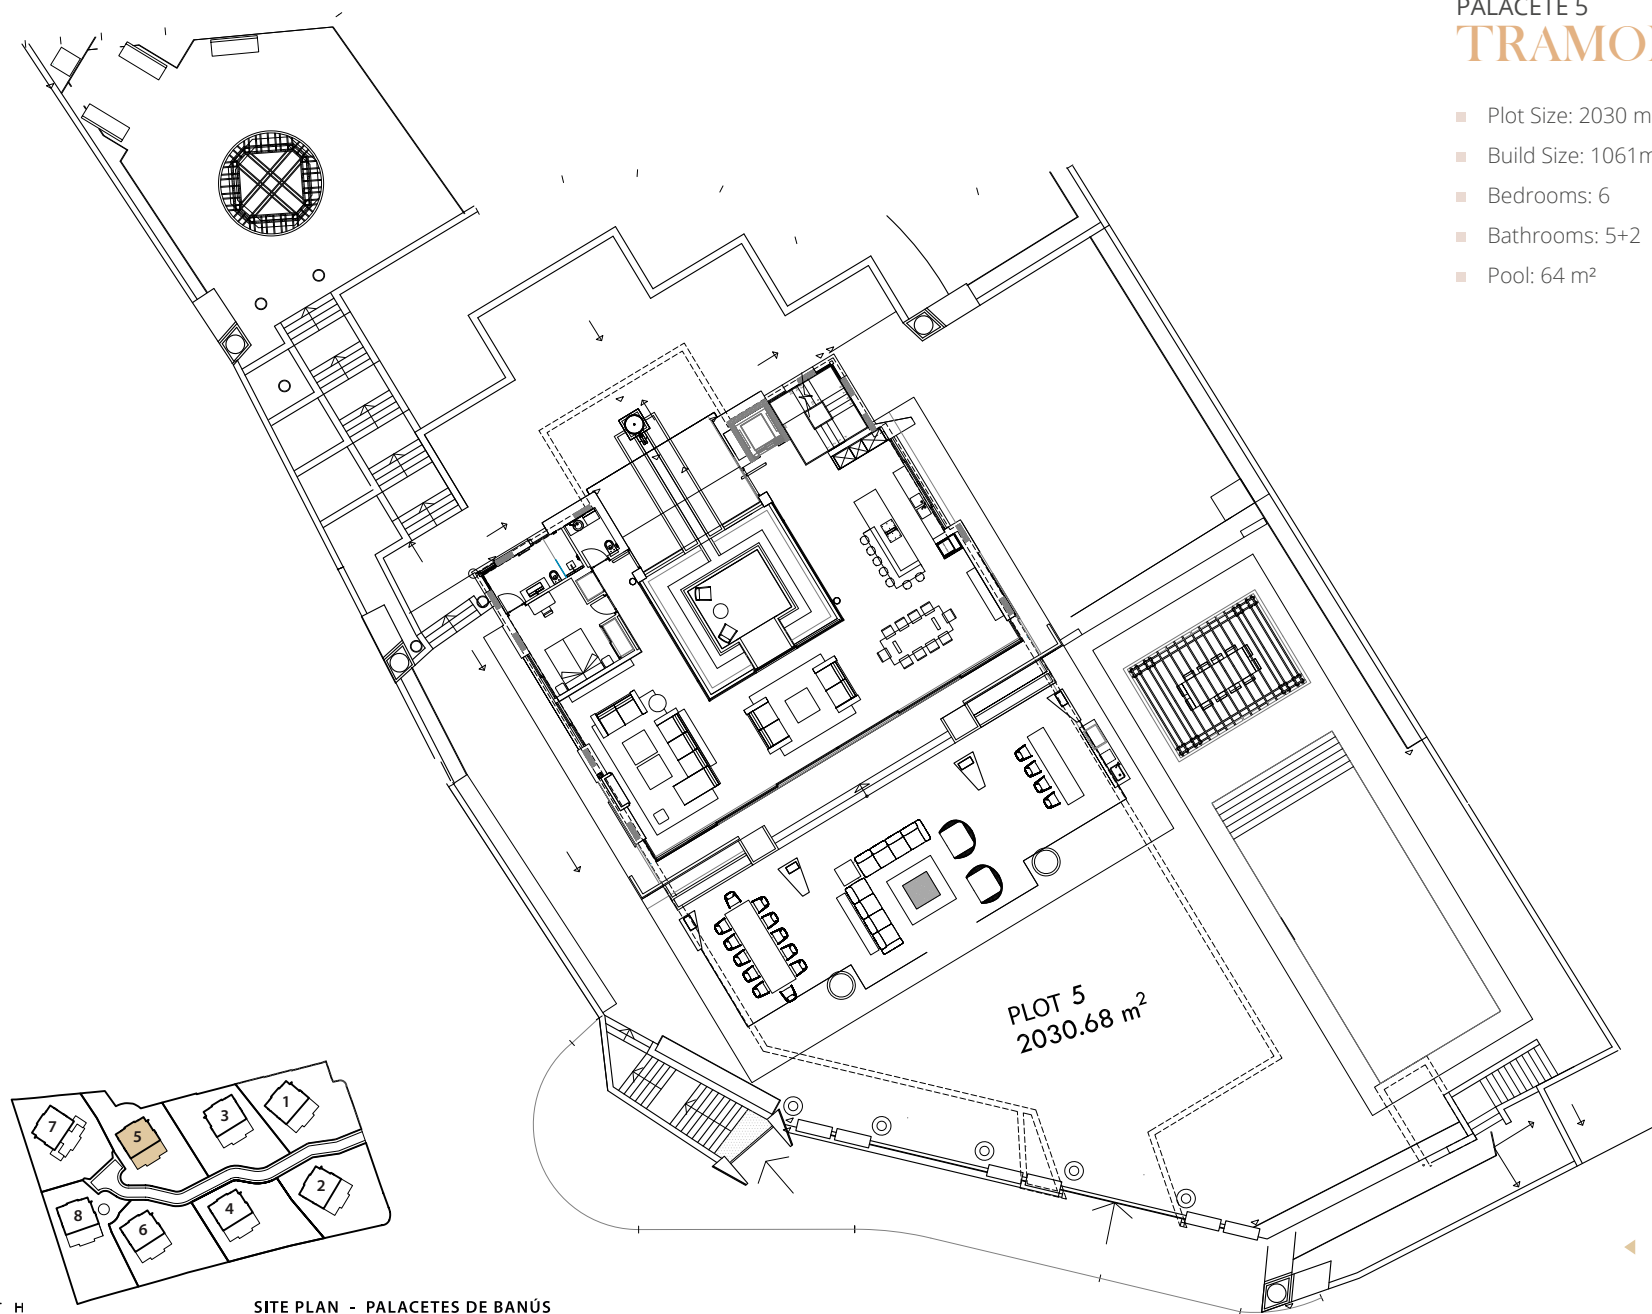 PALACETE 5
Plot Size: 2030 m
Build Size: 1061m
Bedrooms: 6
Bathrooms: 5+2
Pool: 64 m²
PLOT 5
2030.68 m²
1
3
5
7
2
4
8
6
H
SITE PLAN - PALACETES DE BANÚS